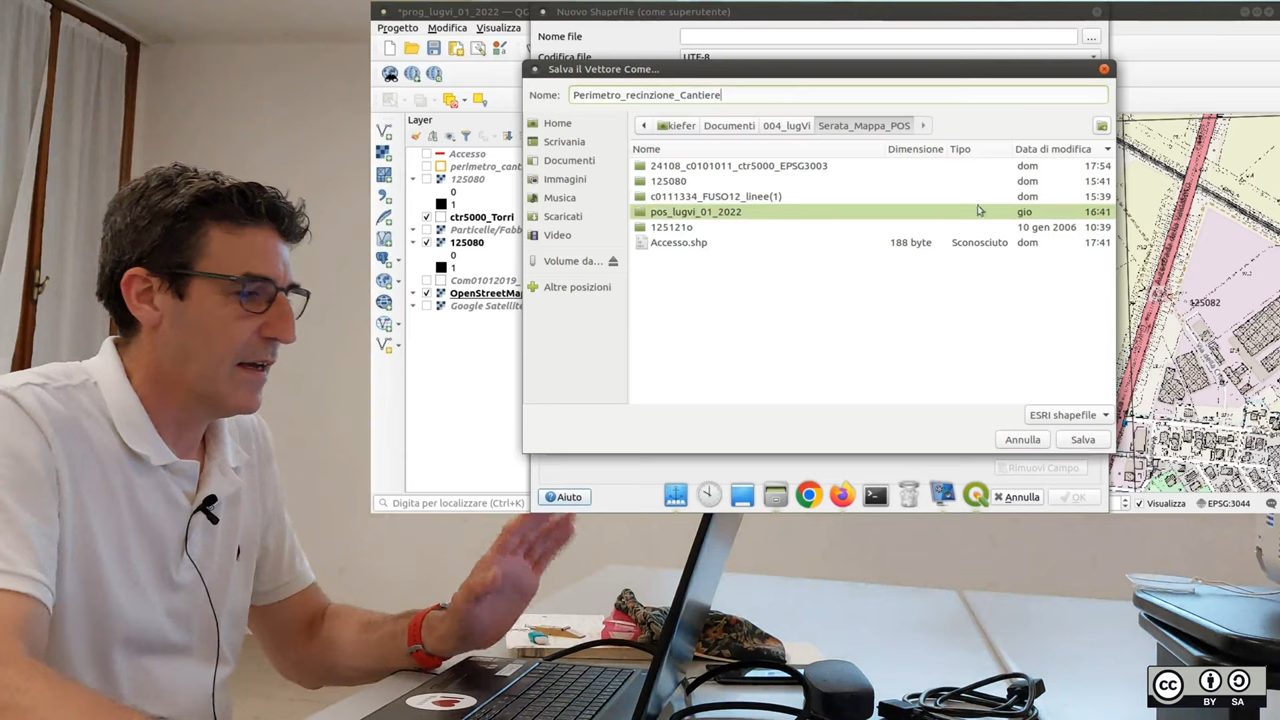 *prog_lugvi_01_2022 — QG
Nuovo Shapefile (come superutente)
Progetto Modifica Visualizza
Nome file
...
Codifica file
UTF-8
Salva il Vettore Come...
Nome: Perimetro_recinzione_Cantiere
kiefer Documenti 004_lugVi Serata_Mappa_POS
Home
Scrivania
Documenti
Immagini
Musica
Scaricati
Video
Volume da...
Altre posizioni
Nome Dimensione Tipo Data di modifica
24108_c0101011_ctr5000_EPSG3003 dom 17:54
125080 dom 15:41
c0111334_FUSO12_linee(1) dom 15:39
pos_lugvi_01_2022 gio 16:41
125121o 10 gen 2006 10:39
Accesso.shp 188 byte Sconosciuto dom 17:41
ESRI shapefile
Annulla Salva
Layer
Accesso
perimetro_cant
125080
0
1
ctr5000_Torri
Particelle/Fabb
125080
0
1
Com01012019_
OpenStreetMa
Google Satellite
125082
Rimuovi Campo
Digita per localizzare (Ctrl+K)
Aiuto
Annulla
OK
Visualizza
EPSG:3044
CC BY SA